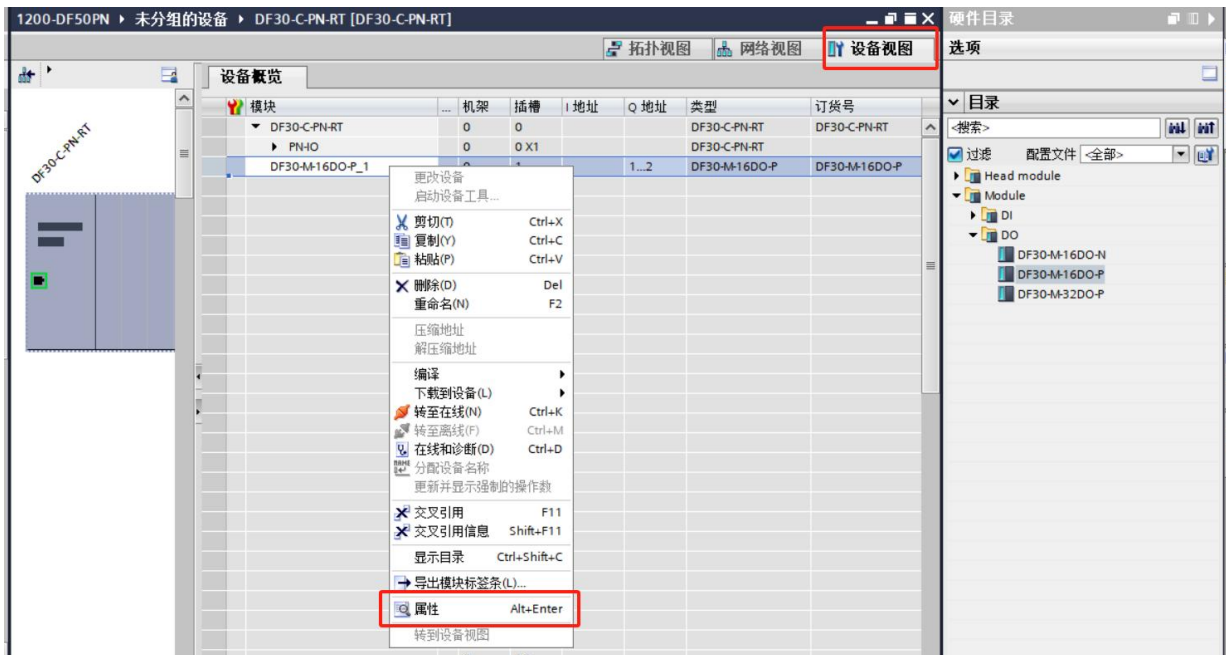 1200-DF50PN ▸ 未分组的设备 ▸ DF30-C-PN-RT [DF30-C-PN-RT]
拓扑视图 网络视图 设备视图
设备概览
模块 ... 机架 插槽 I 地址 Q 地址 类型 订货号
DF30-C-PN-RT 0 0 DF30-C-PN-RT DF30-C-PN-RT
PN-IO 0 0 X1 DF30-C-PN-RT
DF30-M-16DO-P_1 0 1 1...2 DF30-M-16DO-P DF30-M-16DO-P
DF30-C-PN-RT
更改设备
启动设备工具...
剪切(T) Ctrl+X
复制(Y) Ctrl+C
粘贴(P) Ctrl+V
删除(D) Del
重命名(N) F2
压缩地址
解压缩地址
编译
下载到设备(L)
转至在线(N) Ctrl+K
转至离线(F) Ctrl+M
在线和诊断(D) Ctrl+D
分配设备名称
更新并显示强制的操作数
交叉引用 F11
交叉引用信息 Shift+F11
显示目录 Ctrl+Shift+C
导出模块标签条(L)...
属性 Alt+Enter
转到设备视图
硬件目录
选项
目录
<搜索>
过滤 配置文件 <全部>
Head module
Module
DI
DO
DF30-M-16DO-N
DF30-M-16DO-P
DF30-M-32DO-P